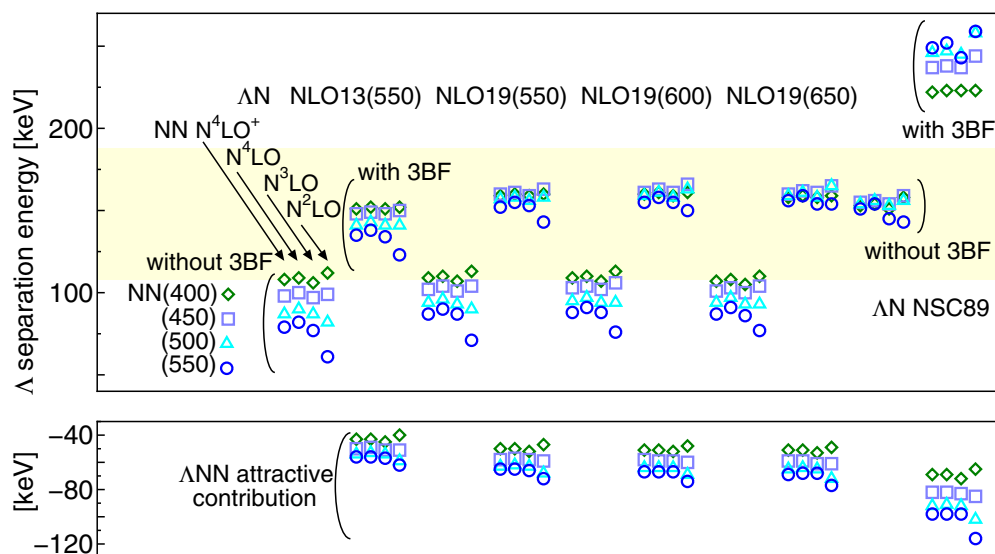 ΛN NLO13(550) NLO19(550) NLO19(600) NLO19(650)
with 3BF
NN N⁴LO⁺
N⁴LO
N³LO
N²LO
with 3BF
without 3BF
without 3BF
NN(400)
(450)
(500)
(550)
ΛN NSC89
200
100
Λ separation energy [keV]
−40
−80
−120
[keV]
ΛNN attractive
contribution